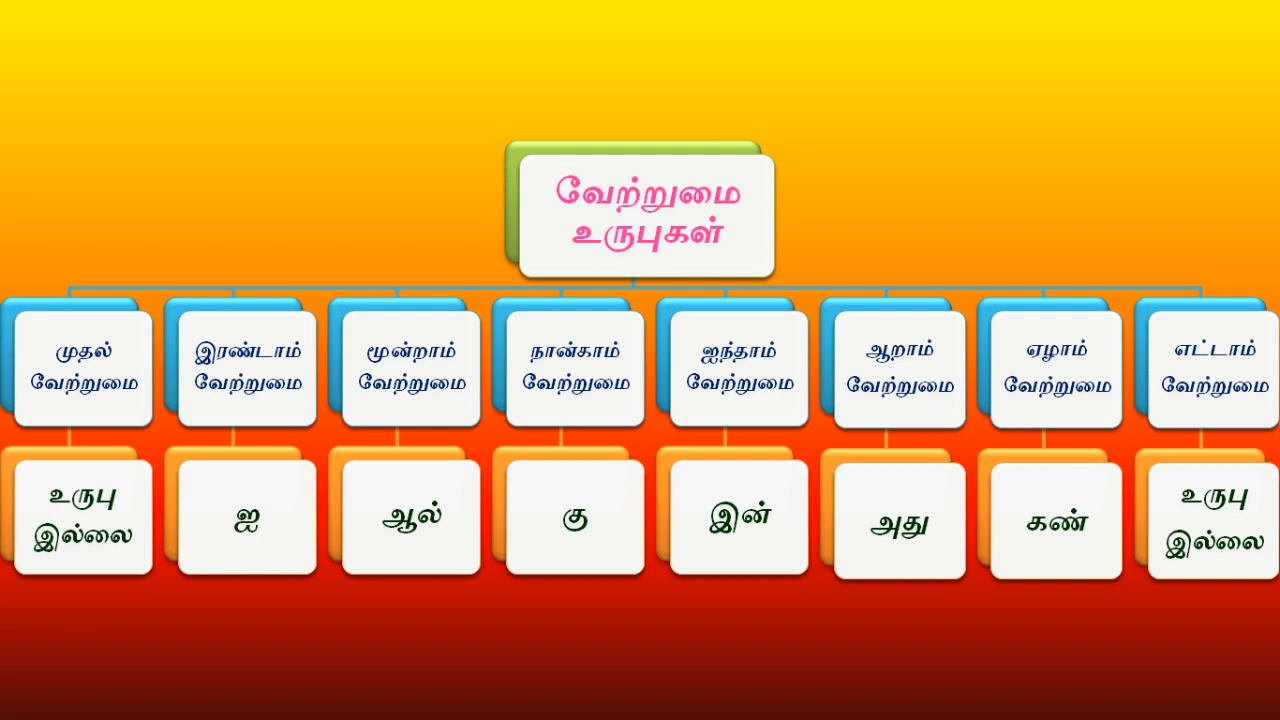 வேற்றுமை
உருபுகள்
முதல்
வேற்றுமை
இரண்டாம்
வேற்றுமை
மூன்றாம்
வேற்றுமை
நான்காம்
வேற்றுமை
ஐந்தாம்
வேற்றுமை
ஆறாம்
வேற்றுமை
ஏழாம்
வேற்றுமை
எட்டாம்
வேற்றுமை
உருபு
இல்லை
ஐ
ஆல்
கு
இன்
அது
கண்
உருபு
இல்லை